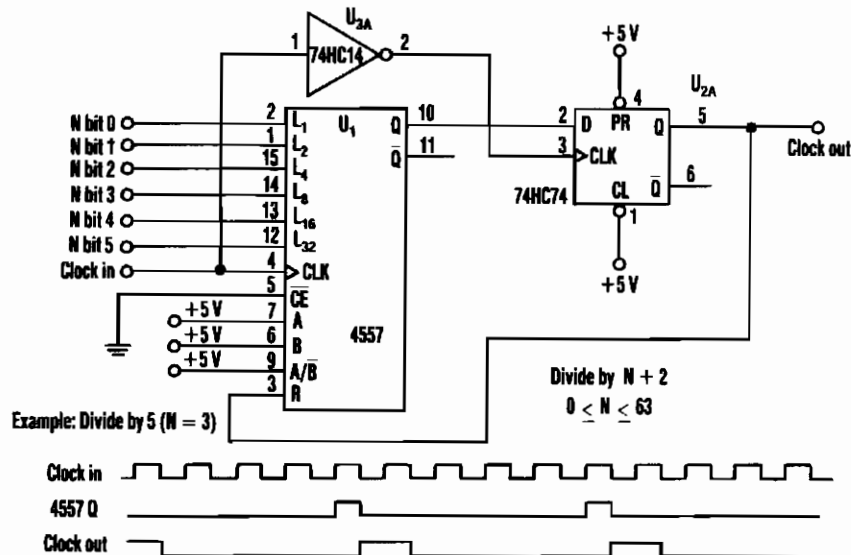 U3A
1 74HC14 2
+5 V
U2A
4
N bit 0 2 L1 U1 Q 10 2 D PR Q 5
N bit 1 1 L2 Q̅ 11 3 CLK Clock out
N bit 2 15 L4 Q̅ 6
N bit 3 14 L8 74HC74 CL
N bit 4 13 L16 1
N bit 5 12 L32
Clock in 4 CLK
+5 V
5 C̅E̅
+5 V 7 A
+5 V 6 B 4557
+5 V 9 A/B̅
3 R
Divide by N + 2
0 ≤ N ≤ 63
Example: Divide by 5 (N = 3)
Clock in
4557 Q
Clock out